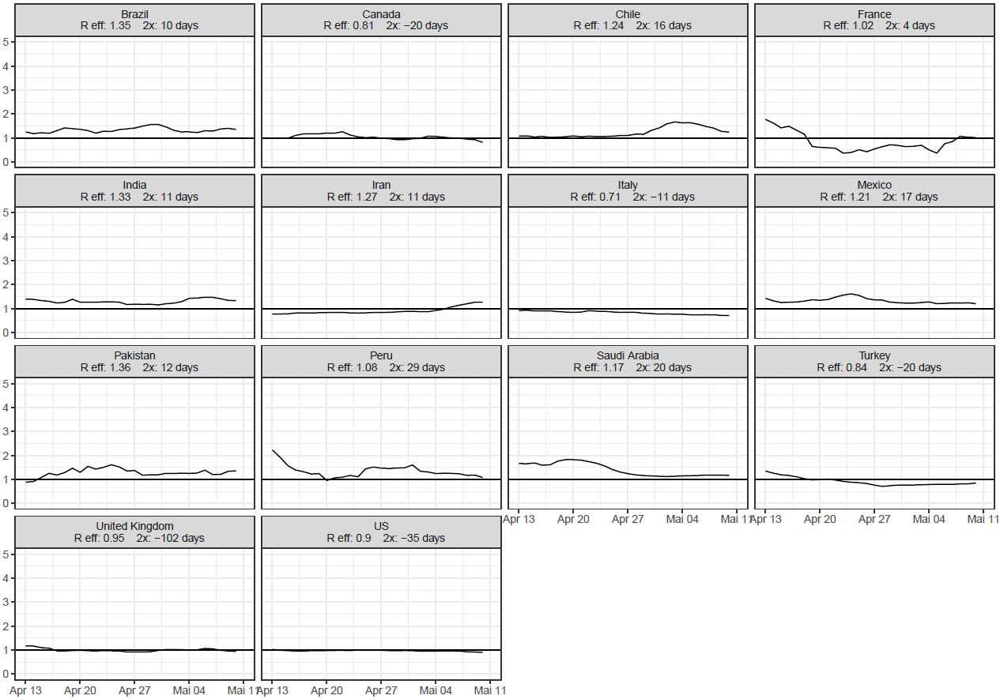 Brazil
R eff: 1.35 2x: 10 days
Canada
R eff: 0.81 2x: −20 days
Chile
R eff: 1.24 2x: 16 days
France
R eff: 1.02 2x: 4 days
5
4
3
2
1
0
India
R eff: 1.33 2x: 11 days
Iran
R eff: 1.27 2x: 11 days
Italy
R eff: 0.71 2x: −11 days
Mexico
R eff: 1.21 2x: 17 days
5
4
3
2
1
0
Pakistan
R eff: 1.36 2x: 12 days
Peru
R eff: 1.08 2x: 29 days
Saudi Arabia
R eff: 1.17 2x: 20 days
Turkey
R eff: 0.84 2x: −20 days
5
4
3
2
1
0
Apr 13 Apr 20 Apr 27 Mai 04 Mai 11
Apr 13 Apr 20 Apr 27 Mai 04 Mai 11
United Kingdom
R eff: 0.95 2x: −102 days
US
R eff: 0.9 2x: −35 days
5
4
3
2
1
0
Apr 13 Apr 20 Apr 27 Mai 04 Mai 11
Apr 13 Apr 20 Apr 27 Mai 04 Mai 11